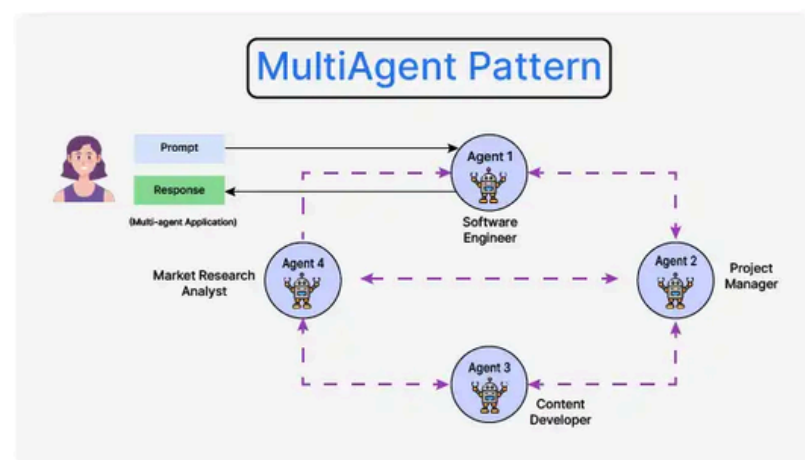 MultiAgent Pattern
Prompt
Response
(Multi-agent Application)
Agent 1
Software
Engineer
Agent 4
Market Research
Analyst
Agent 2
Project
Manager
Agent 3
Content
Developer